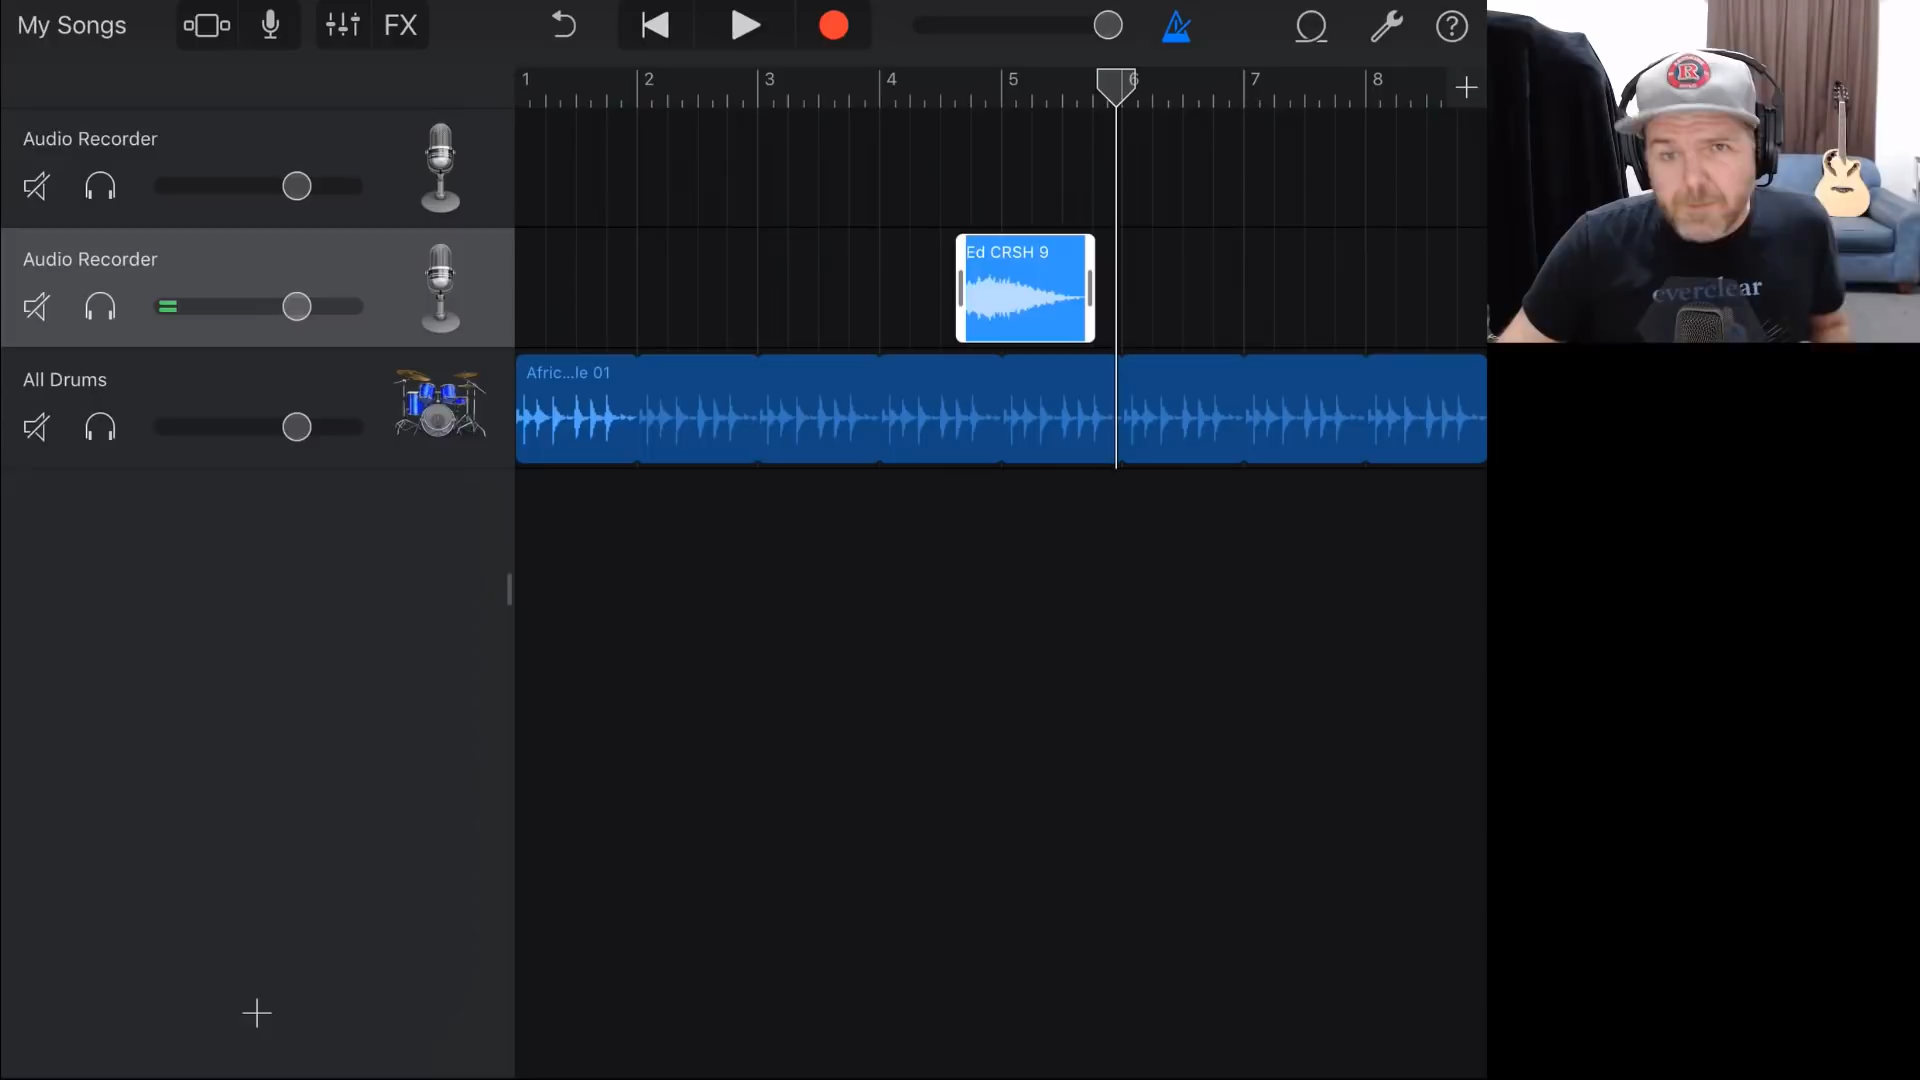 My Songs
FX
1 2 3 4 5 6 7 8
Audio Recorder
Audio Recorder
Ed CRSH 9
All Drums
Afric...le 01
R
everclear